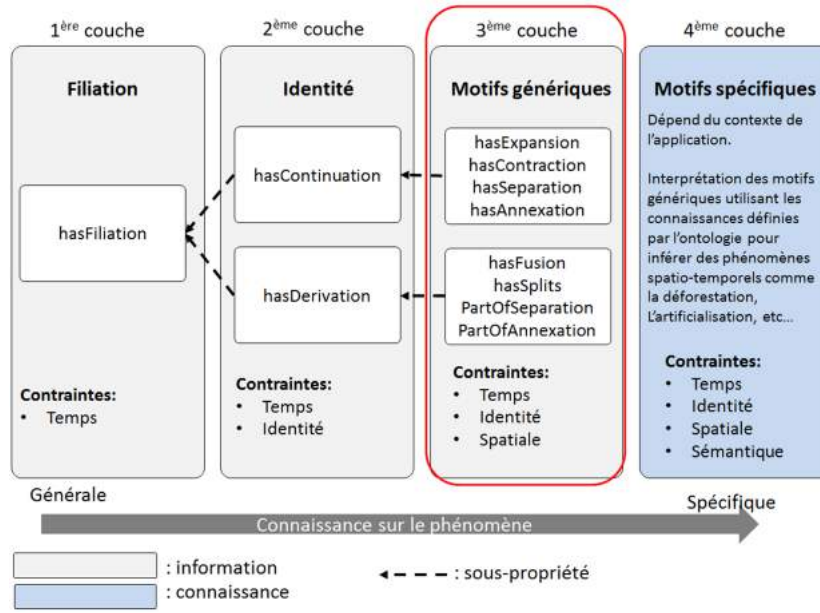 1ère couche
2ème couche
3ème couche
4ème couche
Filiation
hasFiliation
Contraintes:
• Temps
Identité
hasContinuation
hasDerivation
Contraintes:
• Temps
• Identité
Motifs génériques
hasExpansion
hasContraction
hasSeparation
hasAnnexation
hasFusion
hasSplits
PartOfSeparation
PartOfAnnexation
Contraintes:
• Temps
• Identité
• Spatiale
Motifs spécifiques
Dépend du contexte de
l'application.
Interprétation des motifs
génériques utilisant les
connaissances définies
par l'ontologie pour
inférer des phénomènes
spatio-temporels comme
la déforestation,
L'artificialisation, etc...
Contraintes:
• Temps
• Identité
• Spatiale
• Sémantique
Générale
Spécifique
Connaissance sur le phénomène
: information
: connaissance
: sous-propriété